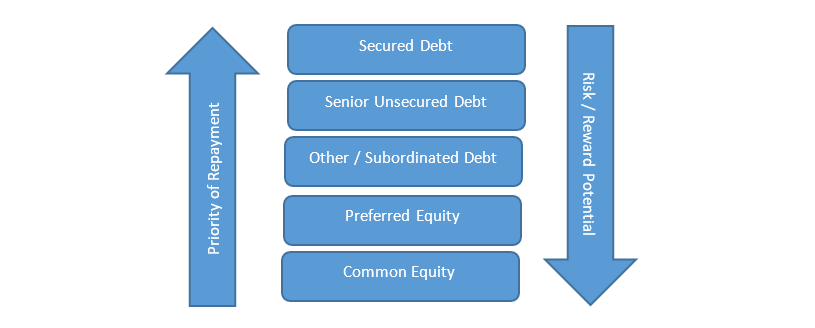 Priority of Repayment
Secured Debt
Senior Unsecured Debt
Other / Subordinated Debt
Preferred Equity
Common Equity
Risk / Reward Potential